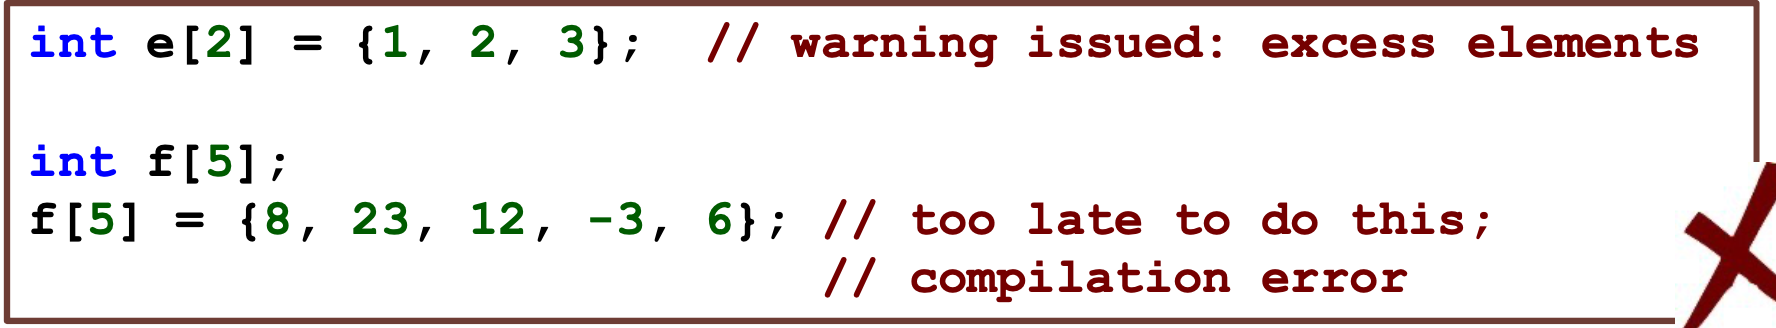 int e[2] = {1, 2, 3};  // warning issued: excess elements
int f[5];
f[5] = {8, 23, 12, -3, 6}; // too late to do this;
// compilation error